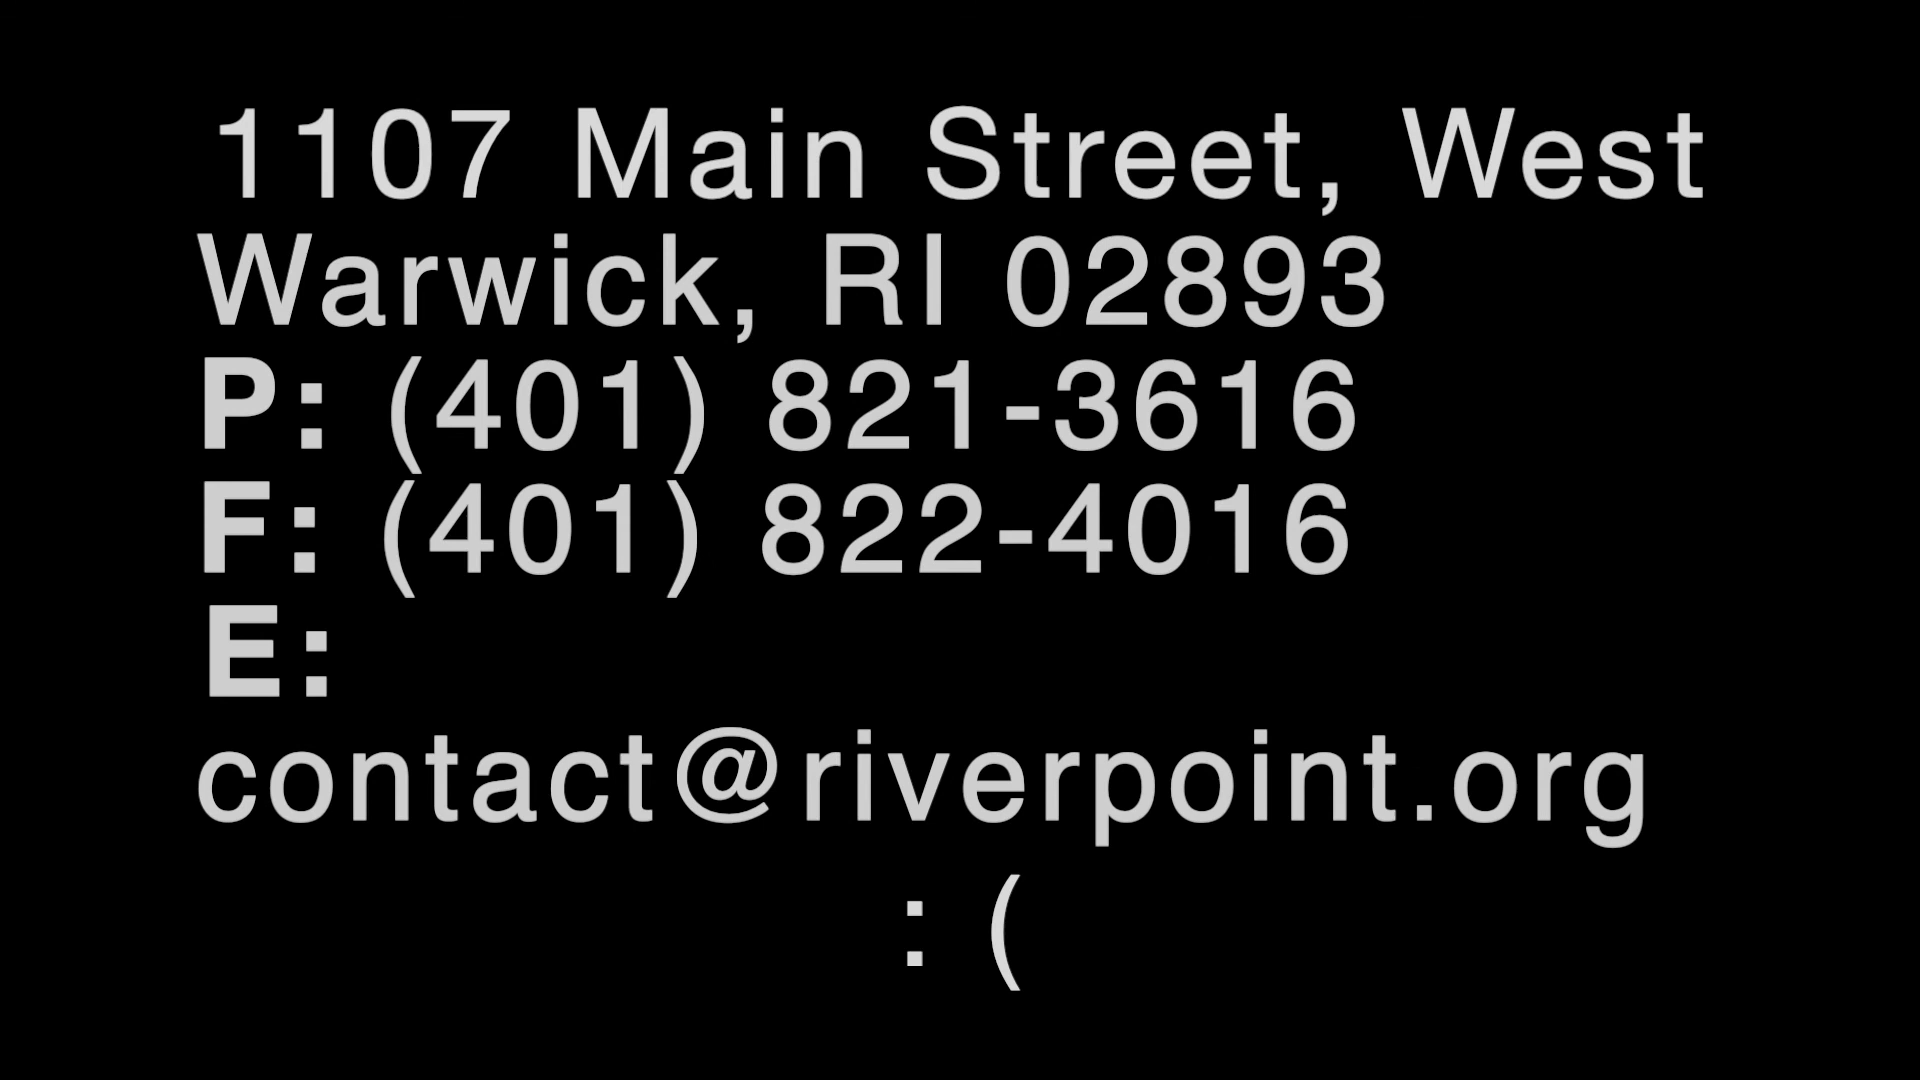 1107 Main Street, West
Warwick, RI 02893
P: (401) 821-3616
F: (401) 822-4016
E:
contact@riverpoint.org
: (